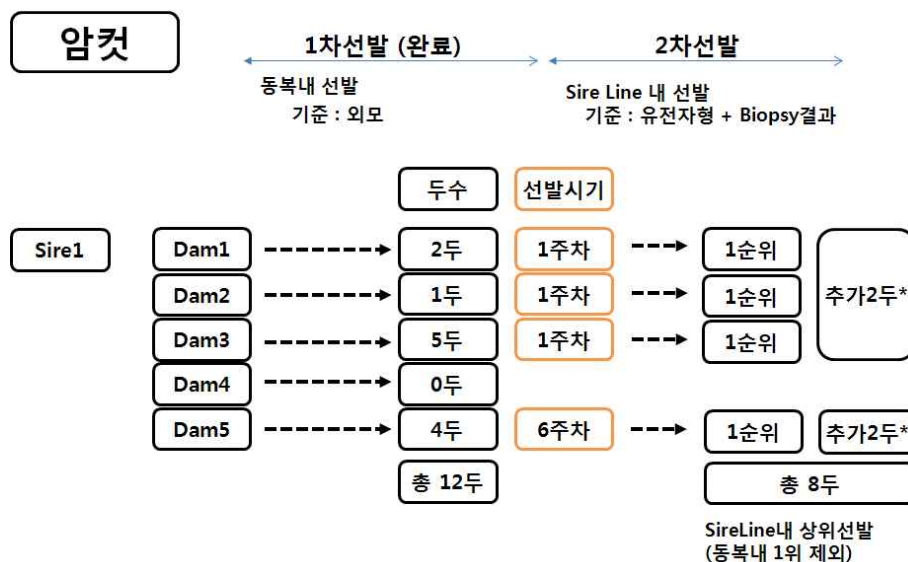 암컷
1차선발 (완료)
2차선발
동복내 선발
기준 : 외모
Sire Line 내 선발
기준 : 유전자형 + Biopsy결과
두수
선발시기
Sire1
Dam1
2두
1주차
1순위
추가2두*
Dam2
1두
1주차
1순위
Dam3
5두
1주차
1순위
Dam4
0두
Dam5
4두
6주차
1순위
추가2두*
총 12두
총 8두
SireLine내 상위선발
(동복내 1위 제외)